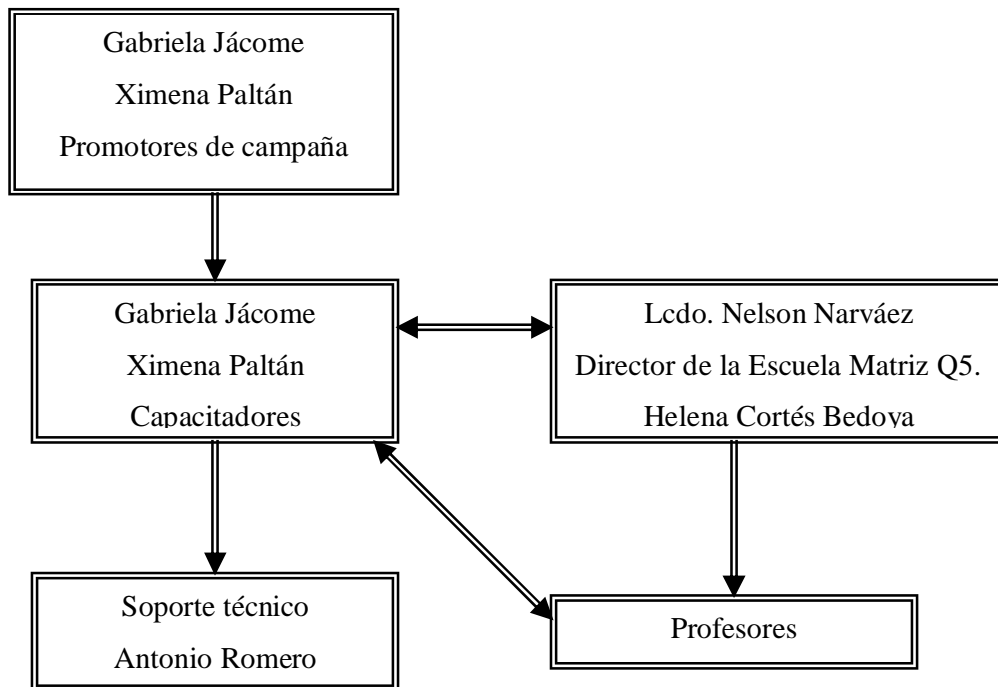 Gabriela Jácome
Ximena Paltán
Promotores de campaña
Gabriela Jácome
Ximena Paltán
Capacitadores
Lcdo. Nelson Narváez
Director de la Escuela Matriz Q5.
Helena Cortés Bedoya
Soporte técnico
Antonio Romero
Profesores